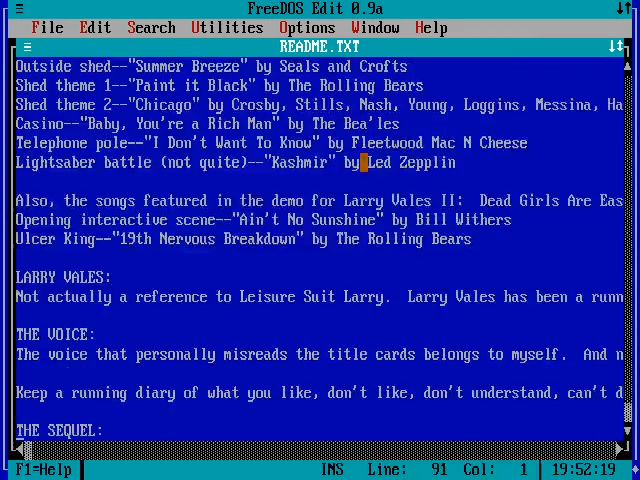 FreeDOS Edit 0.9a
File Edit Search Utilities Options Window Help
README.TXT
Outside shed--"Summer Breeze" by Seals and Crofts
Shed theme 1--"Paint it Black" by The Rolling Bears
Shed theme 2--"Chicago" by Crosby, Stills, Nash, Young, Loggins, Messina, Ha
Casino--"Baby, You're a Rich Man" by The Bea'les
Telephone pole--"I Don't Want To Know" by Fleetwood Mac N Cheese
Lightsaber battle (not quite)--"Kashmir" by Led Zepplin
Also, the songs featured in the demo for Larry Vales II:  Dead Girls Are Eas
Opening interactive scene--"Ain't No Sunshine" by Bill Withers
Ulcer King--"19th Nervous Breakdown" by The Rolling Bears
LARRY VALES:
Not actually a reference to Leisure Suit Larry.  Larry Vales has been a runn
THE VOICE:
The voice that personally misreads the title cards belongs to myself.  And n
Keep a running diary of what you like, don't like, don't understand, can't d
THE SEQUEL:
F1=Help INS Line: 91 Col: 1 19:52:19